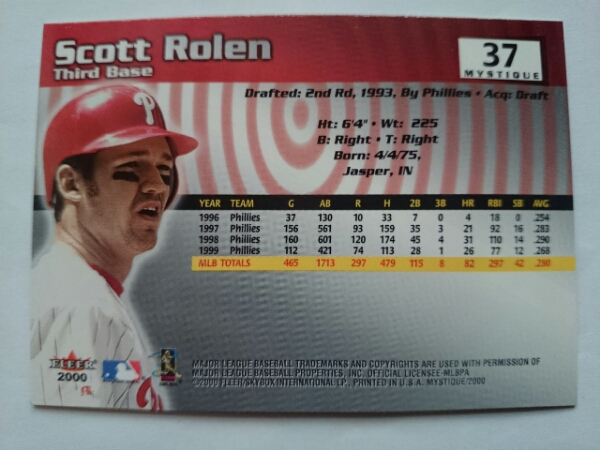 Scott Rolen
Third Base
37
MYSTIQUE
Drafted: 2nd Rd, 1993, By Phillies • Acq: Draft
Ht: 6'4" • Wt: 225
B: Right • T: Right
Born: 4/4/75,
Jasper, IN
YEAR TEAM G AB R H 2B 3B HR RBI SB AVG
1996 Phillies 37 130 10 33 7 0 4 18 0 .254
1997 Phillies 156 561 93 159 35 3 21 92 16 .283
1998 Phillies 160 601 120 174 45 4 31 110 14 .290
1999 Phillies 112 421 74 113 28 1 26 77 12 .268
MLB TOTALS 465 1713 297 479 115 8 82 297 42 .280
P
FLEER
2000
MAJOR LEAGUE BASEBALL TRADEMARKS AND COPYRIGHTS ARE USED WITH PERMISSION OF
MAJOR LEAGUE BASEBALL PROPERTIES, INC. OFFICIAL LICENSEE-MLBPA
©2000 FLEER/SKYBOX INTERNATIONAL LP., PRINTED IN U.S.A. MYSTIQUE/2000